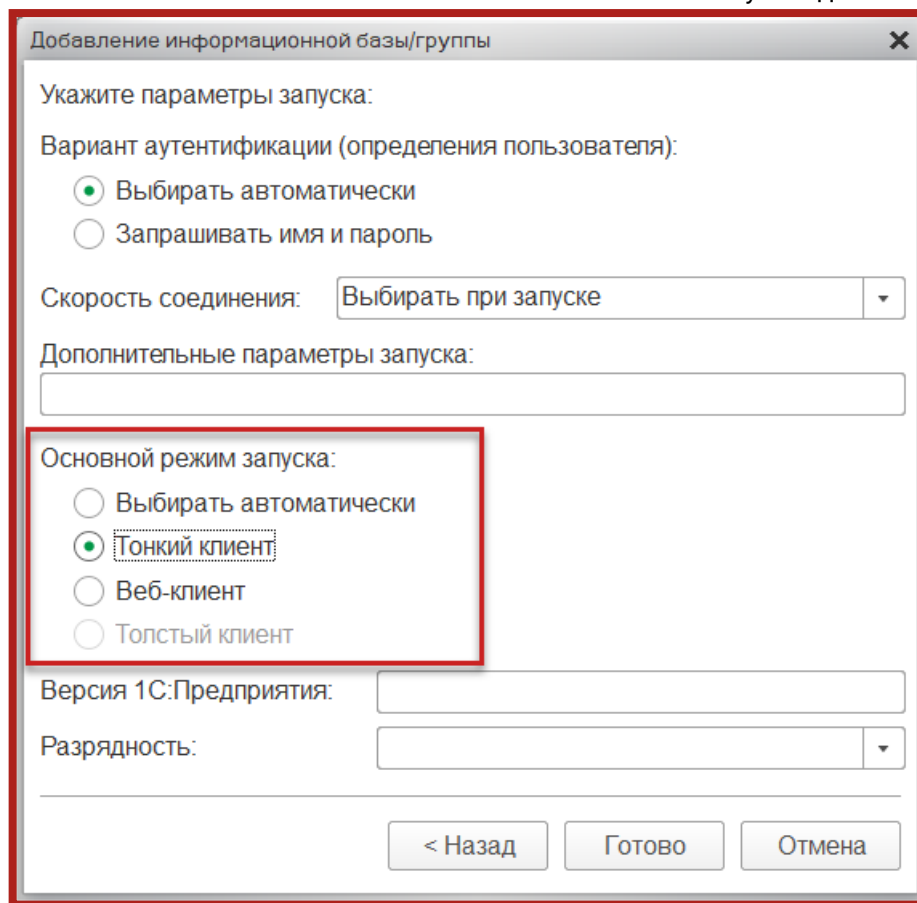 Добавление информационной базы/группы
Укажите параметры запуска:
Вариант аутентификации (определения пользователя):
Выбирать автоматически
Запрашивать имя и пароль
Скорость соединения: Выбирать при запуске
Дополнительные параметры запуска:
Основной режим запуска:
Выбирать автоматически
Тонкий клиент
Веб-клиент
Толстый клиент
Версия 1С:Предприятия:
Разрядность:
< Назад Готово Отмена